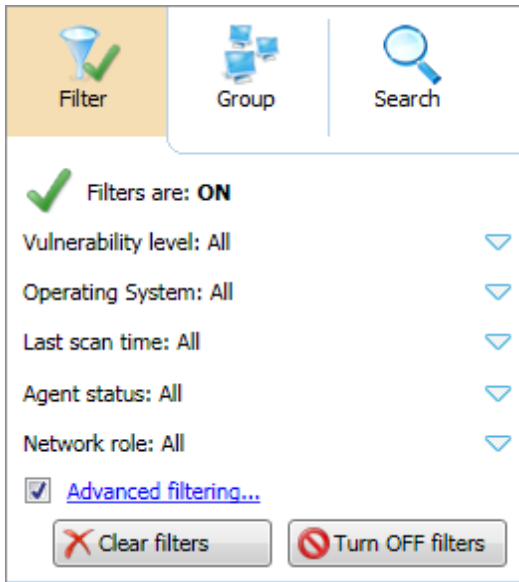 Filter Group Search
Filters are: ON
Vulnerability level: All
Operating System: All
Last scan time: All
Agent status: All
Network role: All
Advanced filtering...
Clear filters Turn OFF filters